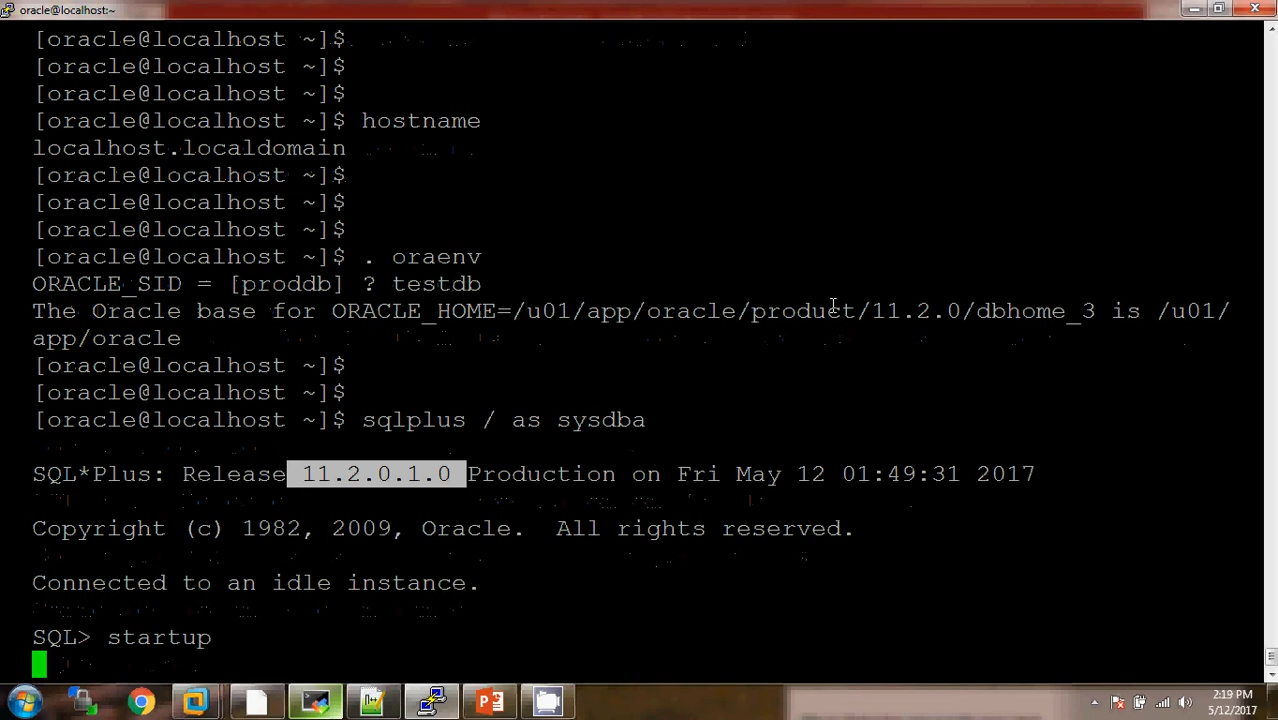 oracle@localhost:~
[oracle@localhost ~]$
[oracle@localhost ~]$
[oracle@localhost ~]$
[oracle@localhost ~]$ hostname
localhost.localdomain
[oracle@localhost ~]$
[oracle@localhost ~]$
[oracle@localhost ~]$
[oracle@localhost ~]$ . oraenv
ORACLE_SID = [proddb] ? testdb
The Oracle base for ORACLE_HOME=/u01/app/oracle/product/11.2.0/dbhome_3 is /u01/
app/oracle
[oracle@localhost ~]$
[oracle@localhost ~]$
[oracle@localhost ~]$ sqlplus / as sysdba
SQL*Plus: Release 11.2.0.1.0 Production on Fri May 12 01:49:31 2017
Copyright (c) 1982, 2009, Oracle.  All rights reserved.
Connected to an idle instance.
SQL> startup
2:19 PM
5/12/2017